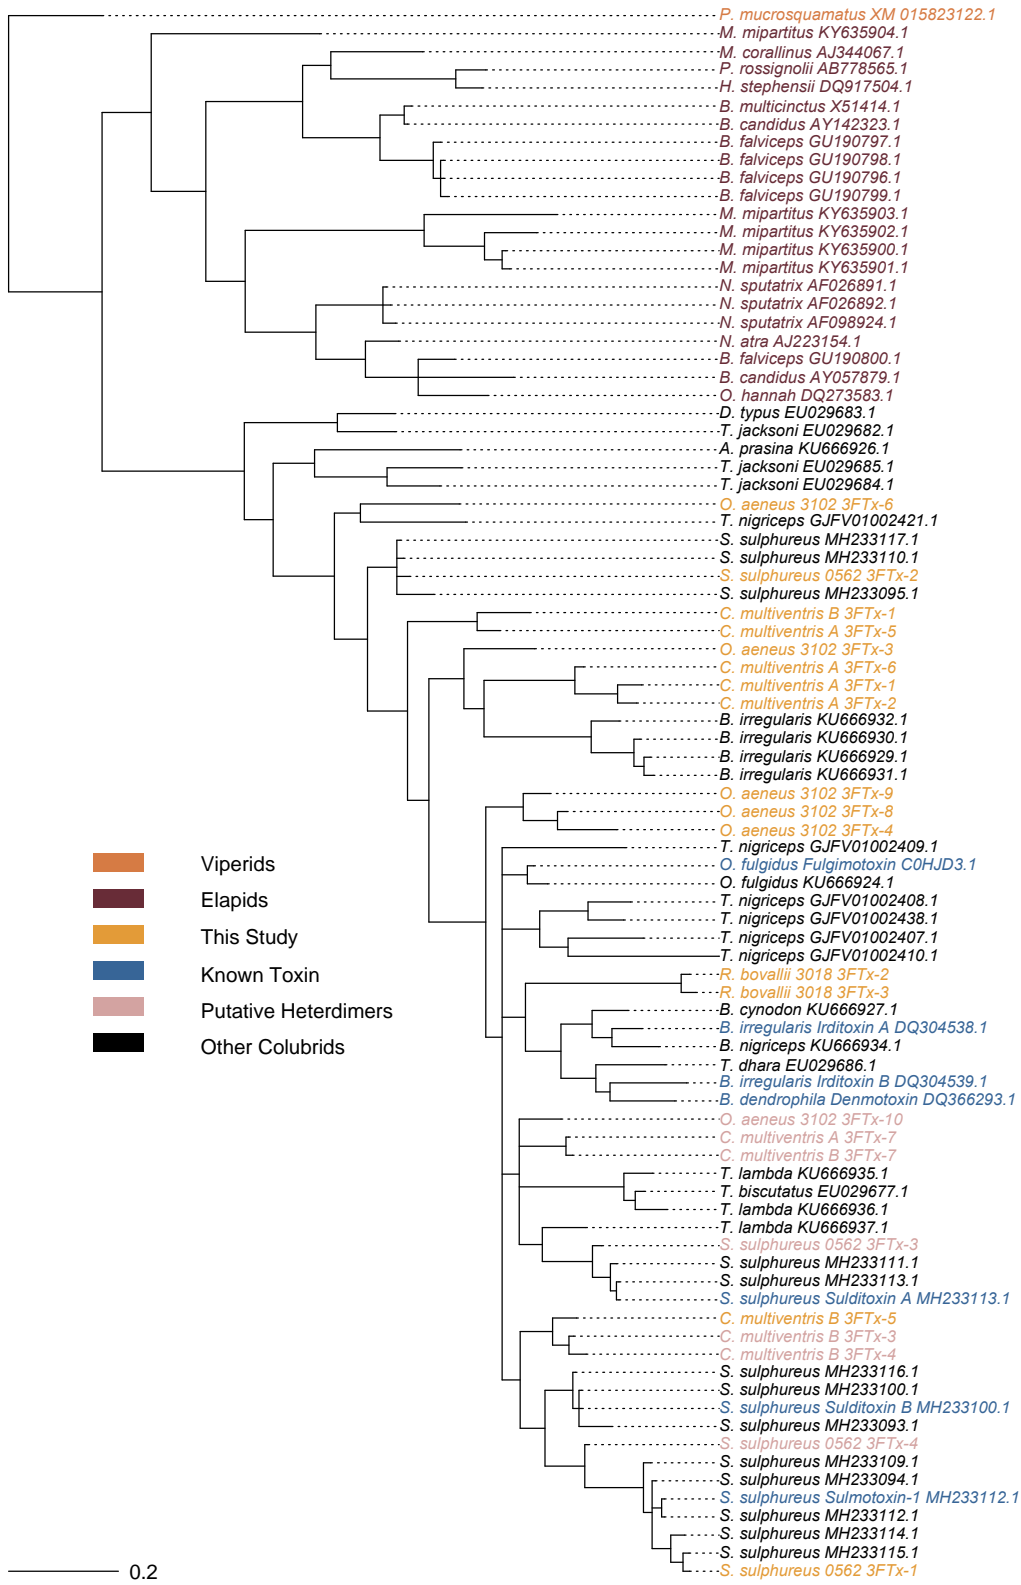 P. mucrosquamatus XM 015823122.1
M. mipartitus KY635904.1
M. corallinus AJ344067.1
P. rossignolii AB778565.1
H. stephensii DQ917504.1
B. multicinctus X51414.1
B. candidus AY142323.1
B. falviceps GU190797.1
B. falviceps GU190798.1
B. falviceps GU190796.1
B. falviceps GU190799.1
M. mipartitus KY635903.1
M. mipartitus KY635902.1
M. mipartitus KY635900.1
M. mipartitus KY635901.1
N. sputatrix AF026891.1
N. sputatrix AF026892.1
N. sputatrix AF098924.1
N. atra AJ223154.1
B. falviceps GU190800.1
B. candidus AY057879.1
O. hannah DQ273583.1
D. typus EU029683.1
T. jacksoni EU029682.1
A. prasina KU666926.1
T. jacksoni EU029685.1
T. jacksoni EU029684.1
O. aeneus 3102 3FTx-6
T. nigriceps GJFV01002421.1
S. sulphureus MH233117.1
S. sulphureus MH233110.1
S. sulphureus 0562 3FTx-2
S. sulphureus MH233095.1
C. multiventris B 3FTx-1
C. multiventris A 3FTx-5
O. aeneus 3102 3FTx-3
C. multiventris A 3FTx-6
C. multiventris A 3FTx-1
C. multiventris A 3FTx-2
B. irregularis KU666932.1
B. irregularis KU666930.1
B. irregularis KU666929.1
B. irregularis KU666931.1
O. aeneus 3102 3FTx-9
O. aeneus 3102 3FTx-8
O. aeneus 3102 3FTx-4
T. nigriceps GJFV01002409.1
O. fulgidus Fulgimotoxin C0HJD3.1
O. fulgidus KU666924.1
T. nigriceps GJFV01002408.1
T. nigriceps GJFV01002438.1
T. nigriceps GJFV01002407.1
T. nigriceps GJFV01002410.1
R. bovallii 3018 3FTx-2
R. bovallii 3018 3FTx-3
B. cynodon KU666927.1
B. irregularis Irditoxin A DQ304538.1
B. nigriceps KU666934.1
T. dhara EU029686.1
B. irregularis Irditoxin B DQ304539.1
B. dendrophila Denmotoxin DQ366293.1
O. aeneus 3102 3FTx-10
C. multiventris A 3FTx-7
C. multiventris B 3FTx-7
T. lambda KU666935.1
T. biscutatus EU029677.1
T. lambda KU666936.1
T. lambda KU666937.1
S. sulphureus 0562 3FTx-3
S. sulphureus MH233111.1
S. sulphureus MH233113.1
S. sulphureus Sulditoxin A MH233113.1
C. multiventris B 3FTx-5
C. multiventris B 3FTx-3
C. multiventris B 3FTx-4
S. sulphureus MH233116.1
S. sulphureus MH233100.1
S. sulphureus Sulditoxin B MH233100.1
S. sulphureus MH233093.1
S. sulphureus 0562 3FTx-4
S. sulphureus MH233109.1
S. sulphureus MH233094.1
S. sulphureus Sulmotoxin-1 MH233112.1
S. sulphureus MH233112.1
S. sulphureus MH233114.1
S. sulphureus MH233115.1
S. sulphureus 0562 3FTx-1
Viperids
Elapids
This Study
Known Toxin
Putative Heterdimers
Other Colubrids
0.2